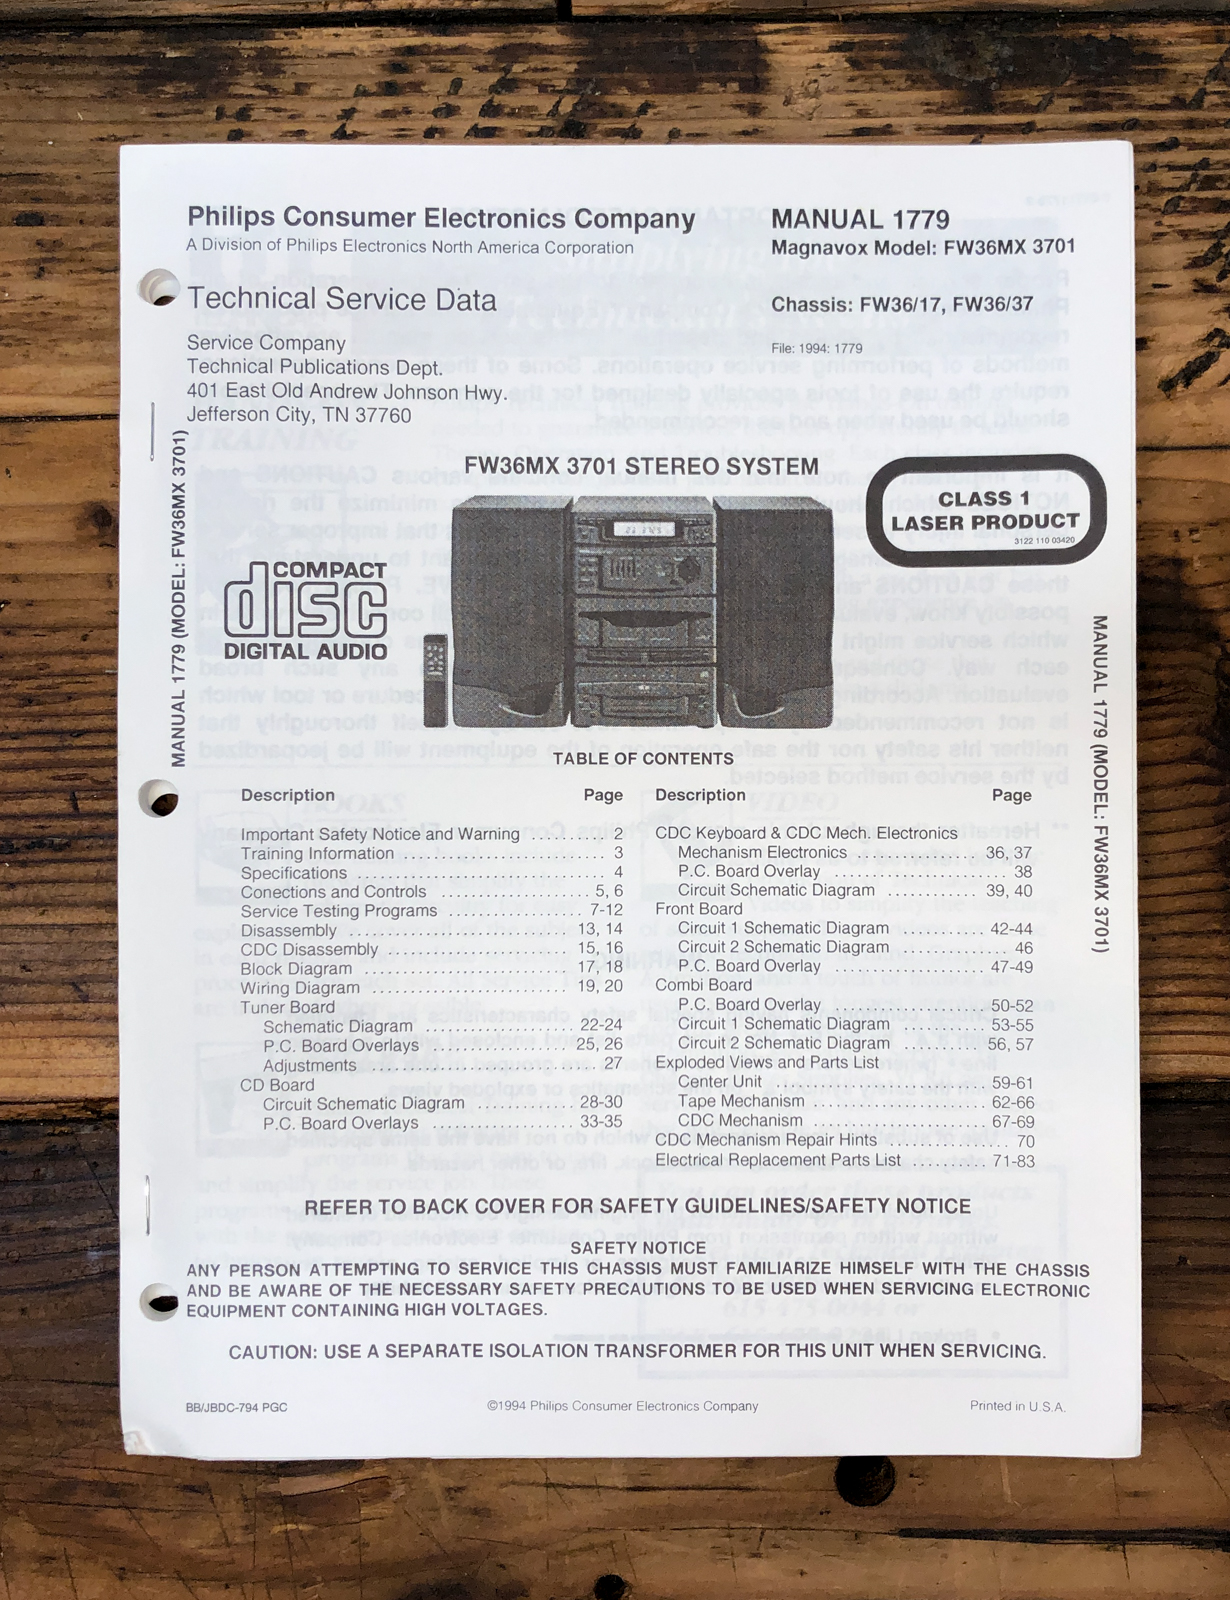 Philips Consumer Electronics Company
A Division of Philips Electronics North America Corporation
MANUAL 1779
Magnavox Model: FW36MX 3701
Technical Service Data
Chassis: FW36/17, FW36/37
File: 1994: 1779
Service Company
Technical Publications Dept.
401 East Old Andrew Johnson Hwy.
Jefferson City, TN 37760
MANUAL 1779 (MODEL: FW36MX 3701)
FW36MX 3701 STEREO SYSTEM
CLASS 1
LASER PRODUCT
3122 110 03420
COMPACT
disc
DIGITAL AUDIO
MANUAL 1779 (MODEL: FW36MX 3701)
TABLE OF CONTENTS
Description Page
Important Safety Notice and Warning .......... 2
Training Information .......... 3
Specifications .......... 4
Conections and Controls .......... 5, 6
Service Testing Programs .......... 7-12
Disassembly .......... 13, 14
CDC Disassembly .......... 15, 16
Block Diagram .......... 17, 18
Wiring Diagram .......... 19, 20
Tuner Board
Schematic Diagram .......... 22-24
P.C. Board Overlays .......... 25, 26
Adjustments .......... 27
CD Board
Circuit Schematic Diagram .......... 28-30
P.C. Board Overlays .......... 33-35
Description Page
CDC Keyboard & CDC Mech. Electronics
Mechanism Electronics .......... 36, 37
P.C. Board Overlay .......... 38
Circuit Schematic Diagram .......... 39, 40
Front Board
Circuit 1 Schematic Diagram .......... 42-44
Circuit 2 Schematic Diagram .......... 46
P.C. Board Overlay .......... 47-49
Combi Board
P.C. Board Overlay .......... 50-52
Circuit 1 Schematic Diagram .......... 53-55
Circuit 2 Schematic Diagram .......... 56, 57
Exploded Views and Parts List
Center Unit .......... 59-61
Tape Mechanism .......... 62-66
CDC Mechanism .......... 67-69
CDC Mechanism Repair Hints .......... 70
Electrical Replacement Parts List .......... 71-83
REFER TO BACK COVER FOR SAFETY GUIDELINES/SAFETY NOTICE
SAFETY NOTICE
ANY PERSON ATTEMPTING TO SERVICE THIS CHASSIS MUST FAMILIARIZE HIMSELF WITH THE CHASSIS
AND BE AWARE OF THE NECESSARY SAFETY PRECAUTIONS TO BE USED WHEN SERVICING ELECTRONIC
EQUIPMENT CONTAINING HIGH VOLTAGES.
CAUTION: USE A SEPARATE ISOLATION TRANSFORMER FOR THIS UNIT WHEN SERVICING.
BB/JBDC-794 PGC
©1994 Philips Consumer Electronics Company
Printed in U.S.A.